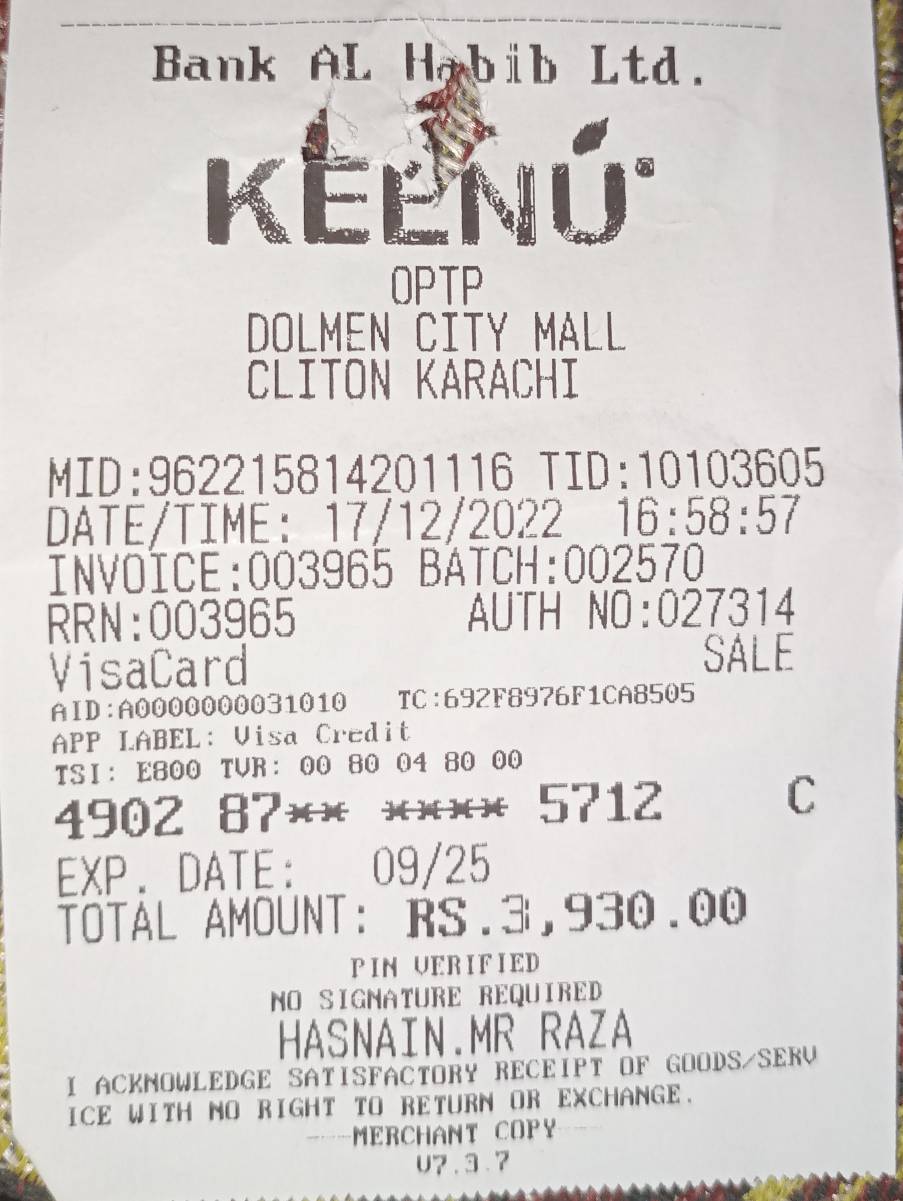 Bank AL Habib Ltd.
KEENU
OPTP
DOLMEN CITY MALL
CLITON KARACHI
MID:962215814201116 TID:10103605
DATE/TIME: 17/12/2022 16:58:57
INVOICE:003965 BATCH:002570
RRN:003965 AUTH NO:027314
VisaCard SALE
AID:A0000000031010 TC:692F8976F1CA8505
APP LABEL: Visa Credit
TSI: E800 TVR: 00 80 04 80 00
4902 87** **** 5712 C
EXP. DATE: 09/25
TOTAL AMOUNT: RS.3,930.00
PIN VERIFIED
NO SIGNATURE REQUIRED
HASNAIN.MR RAZA
I ACKNOWLEDGE SATISFACTORY RECEIPT OF GOODS/SERV
ICE WITH NO RIGHT TO RETURN OR EXCHANGE.
-----MERCHANT COPY-----
V7.3.7